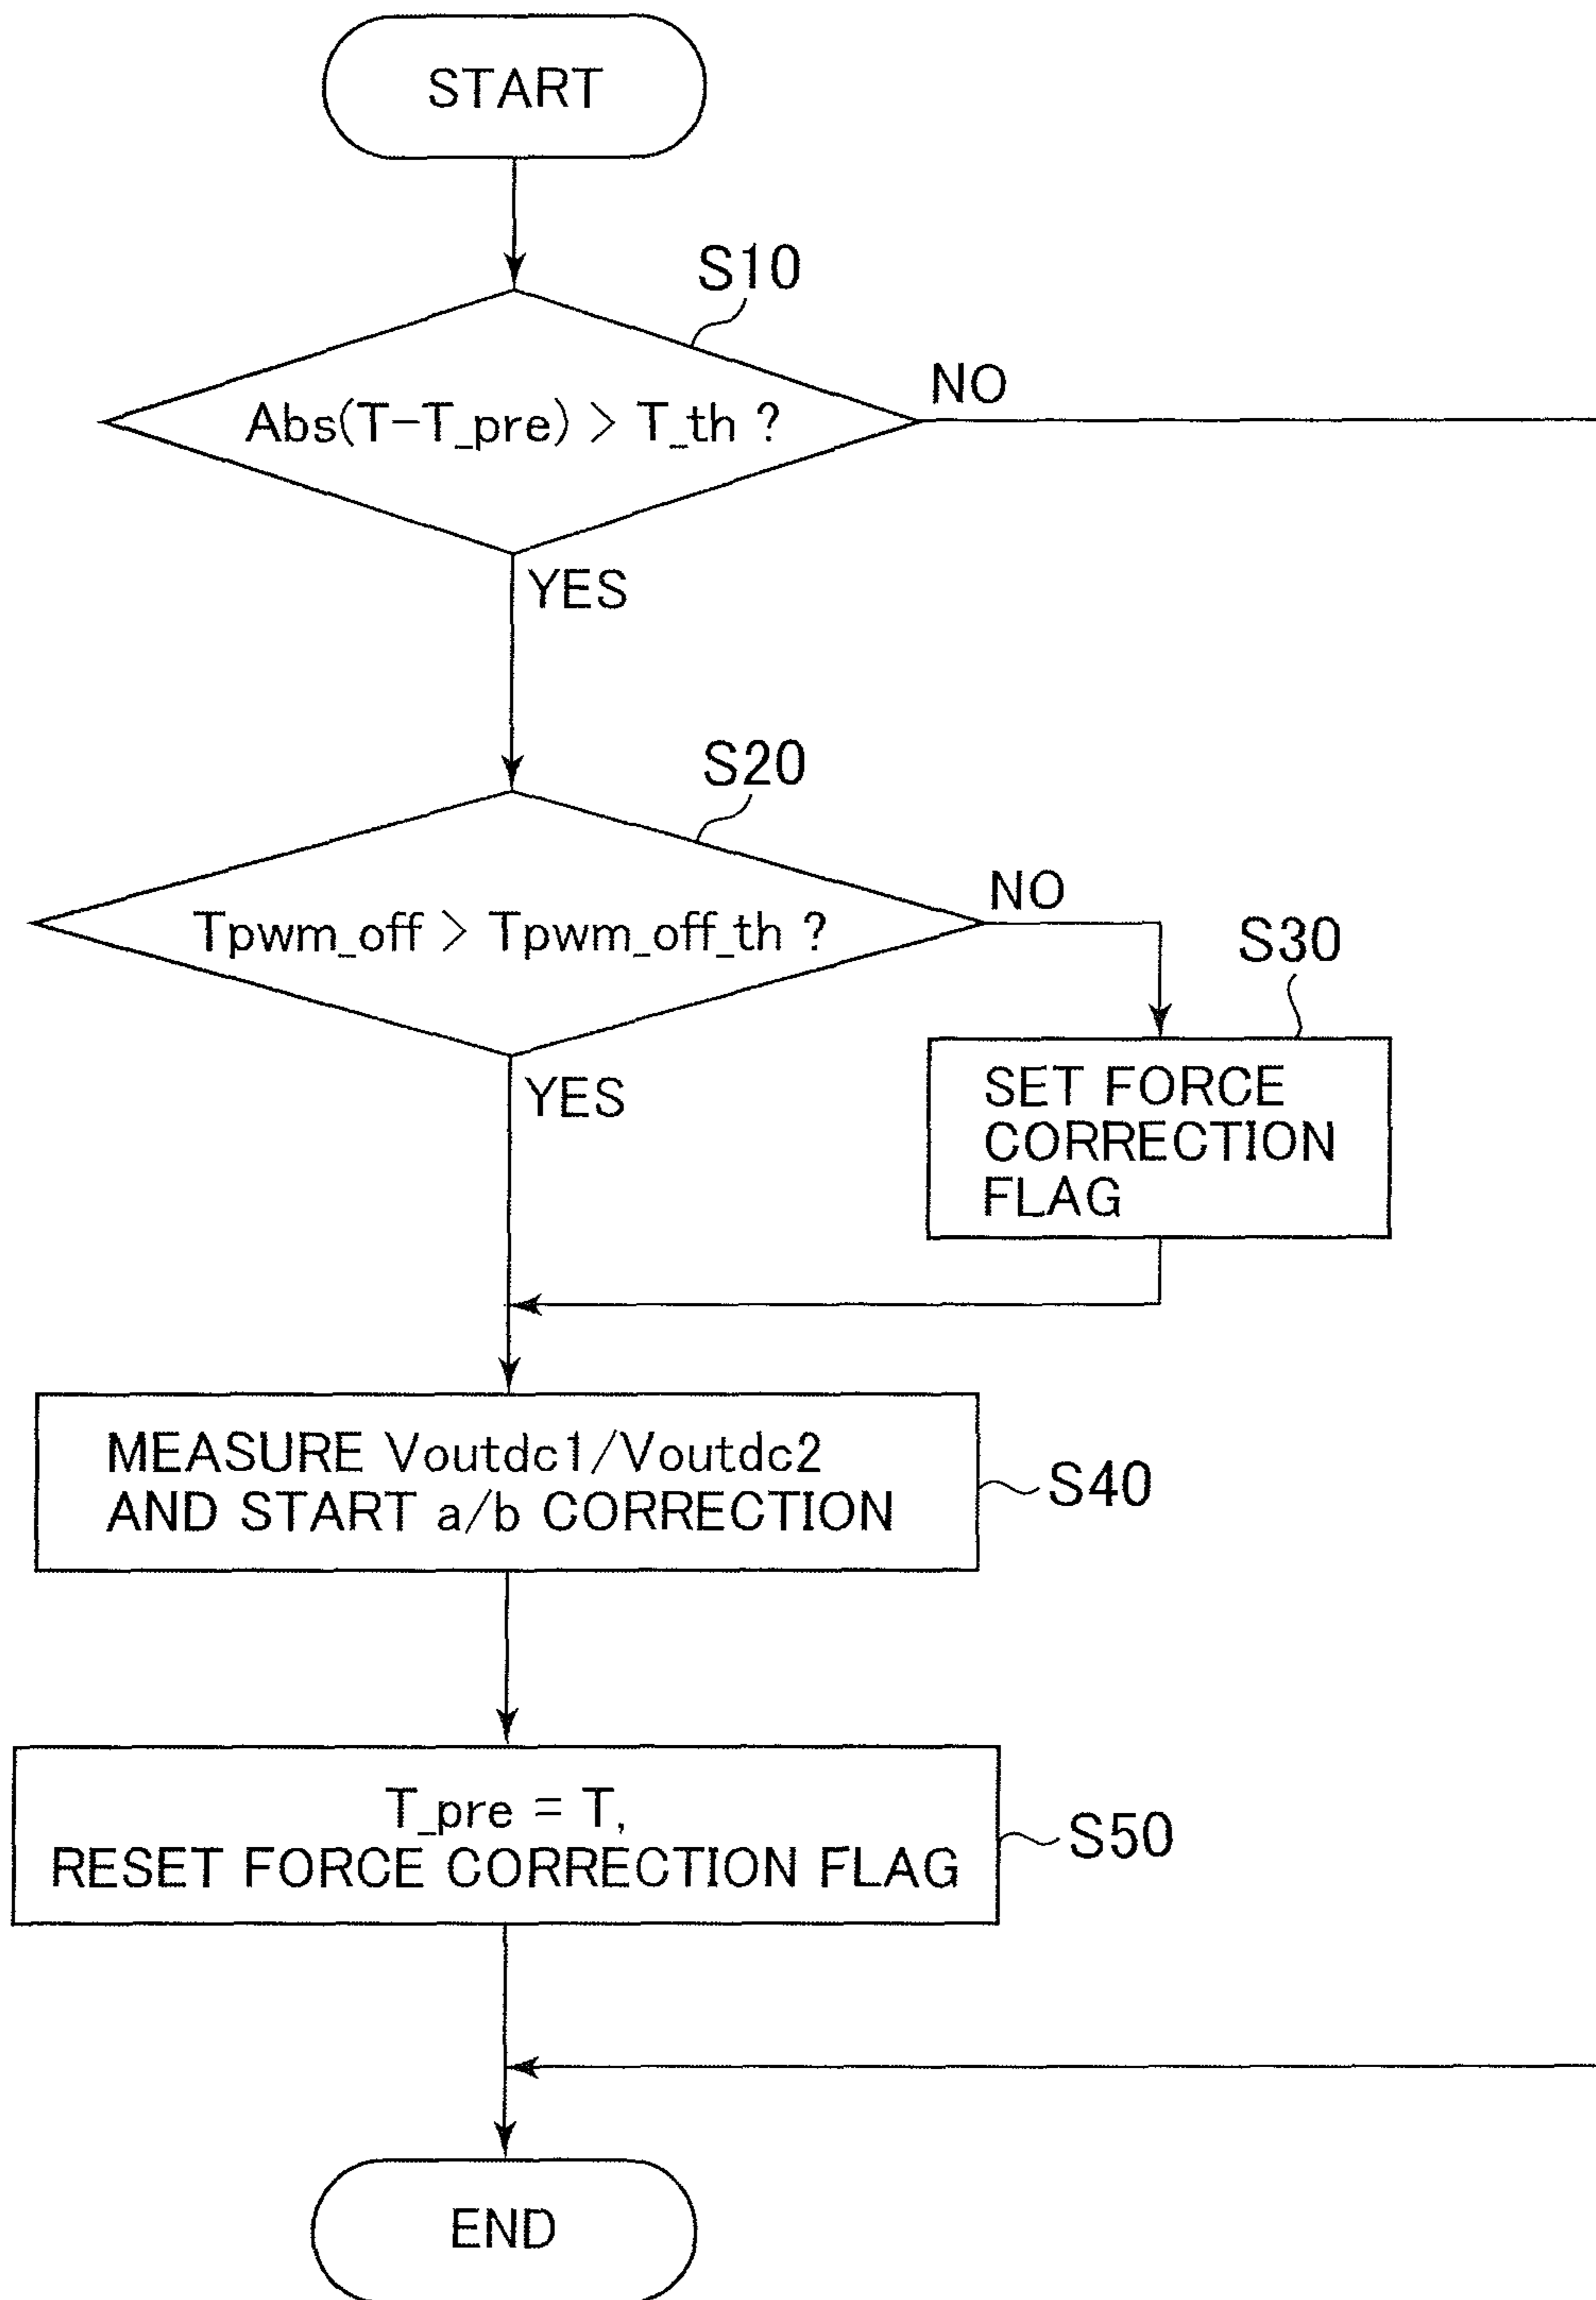 START
S10
Abs(T-T_pre) > T_th ?
NO
YES
S20
Tpwm_off > Tpwm_off_th ?
NO
S30
YES
SET FORCE
CORRECTION
FLAG
MEASURE Voutdc1/Voutdc2
AND START a/b CORRECTION
S40
T_pre = T,
RESET FORCE CORRECTION FLAG
S50
END